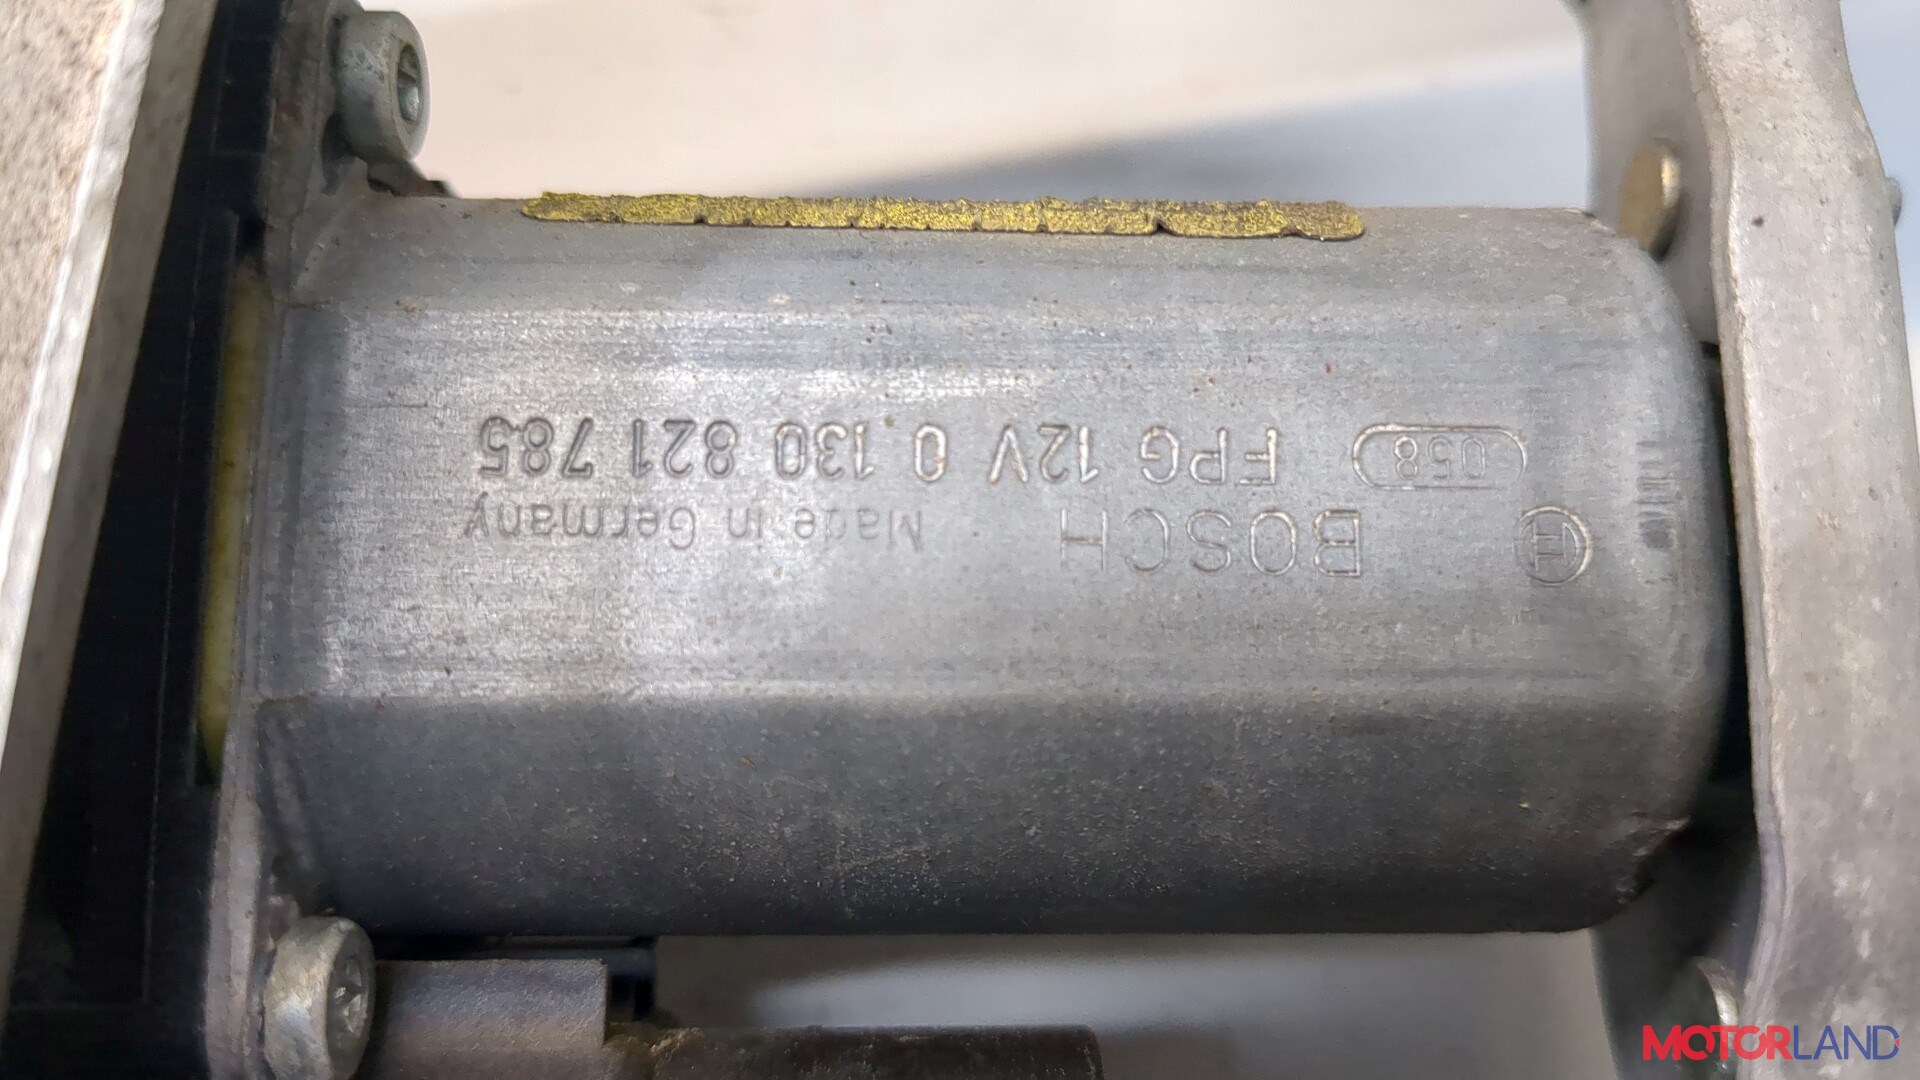 BOSCH Made in Germany
058 FPG 12V 0 130 821 785
MOTORLAND